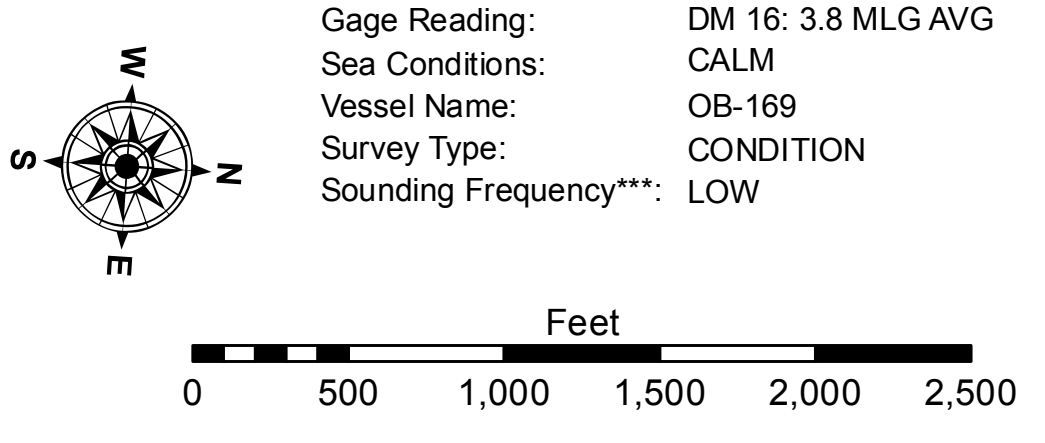 W
S
N
E
Gage Reading: DM 16: 3.8 MLG AVG
Sea Conditions: CALM
Vessel Name: OB-169
Survey Type: CONDITION
Sounding Frequency***: LOW
Feet
0 500 1,000 1,500 2,000 2,500